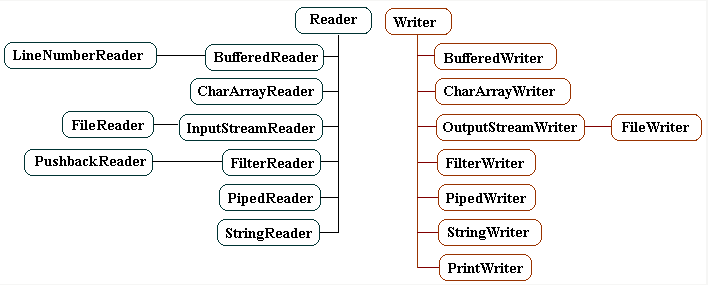 Reader
Writer
LineNumberReader
BufferedReader
BufferedWriter
CharArrayReader
CharArrayWriter
FileReader
InputStreamReader
OutputStreamWriter
FileWriter
PushbackReader
FilterReader
FilterWriter
PipedReader
PipedWriter
StringReader
StringWriter
PrintWriter